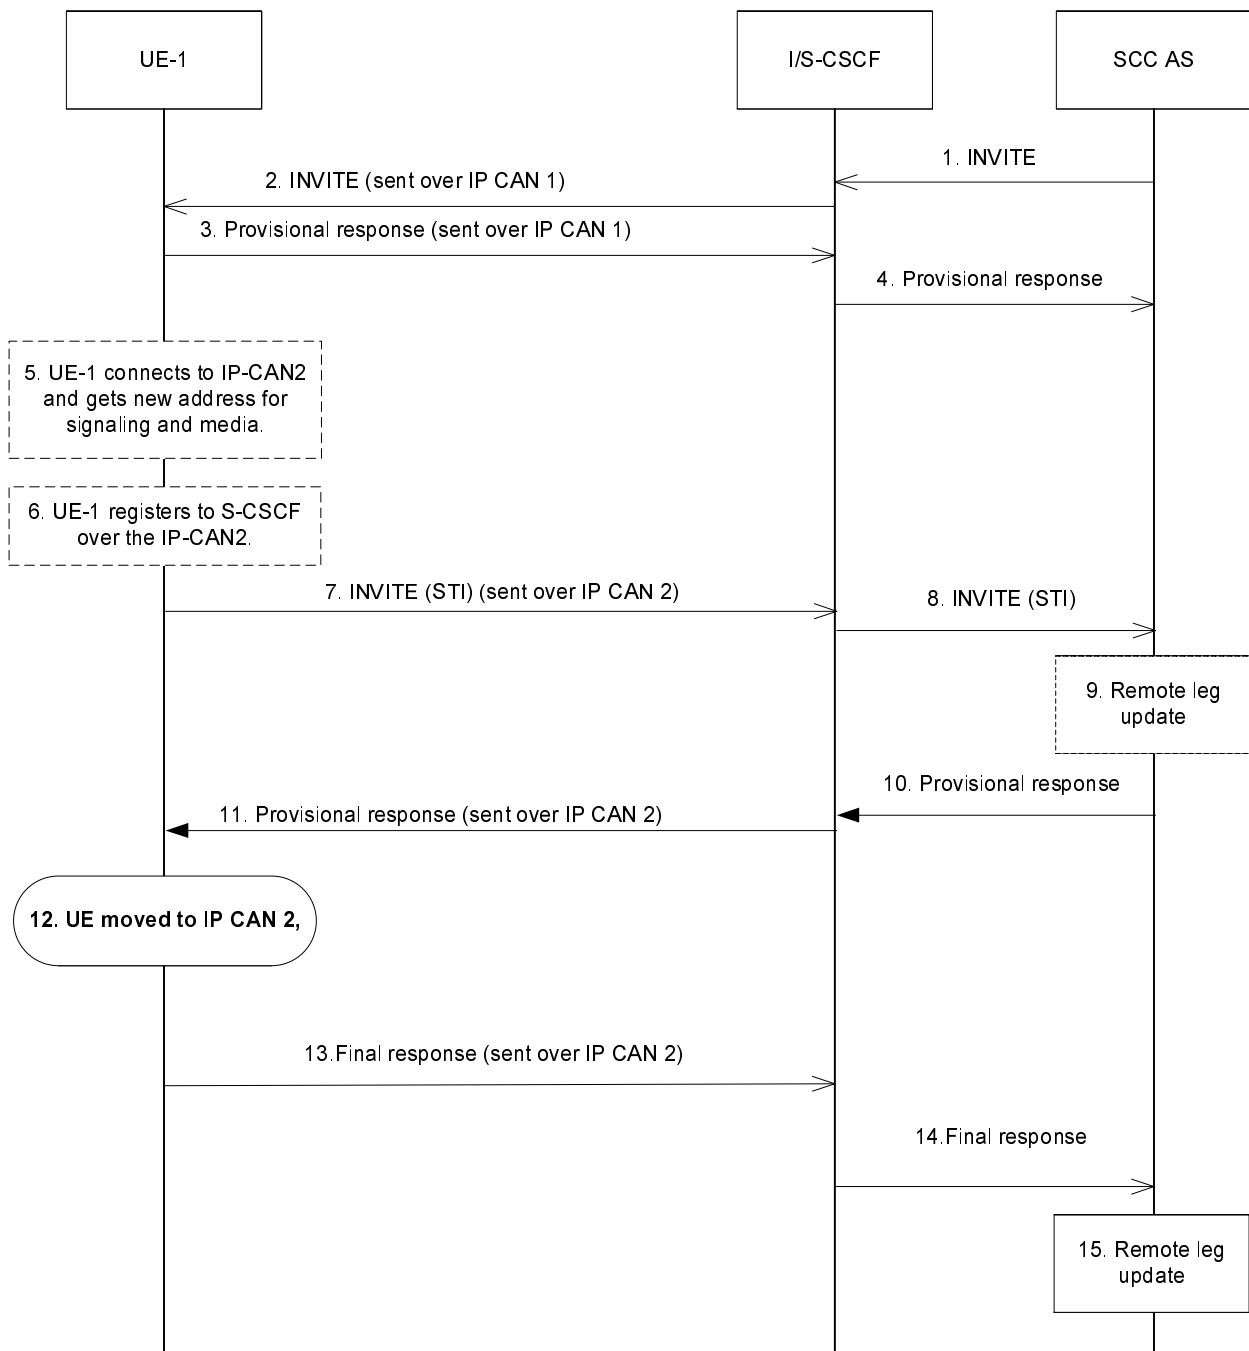 UE-1
I/S-CSCF
SCC AS
1. INVITE
2. INVITE (sent over IP CAN 1)
3. Provisional response (sent over IP CAN 1)
4. Provisional response
5. UE-1 connects to IP-CAN2
and gets new address for
signaling and media.
6. UE-1 registers to S-CSCF
over the IP-CAN2.
7. INVITE (STI) (sent over IP CAN 2)
8. INVITE (STI)
9. Remote leg
update
10. Provisional response
11. Provisional response (sent over IP CAN 2)
12. UE moved to IP CAN 2,
13.Final response (sent over IP CAN 2)
14.Final response
15. Remote leg
update